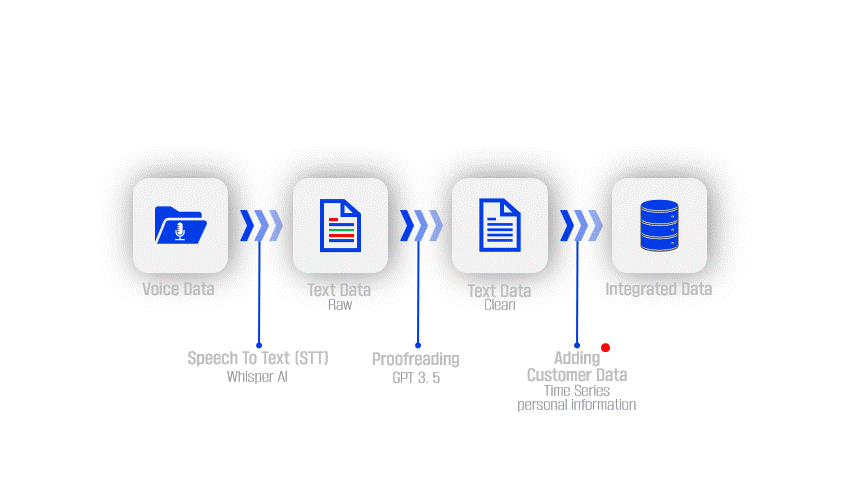 Voice Data
Text Data
Raw
Text Data
Clean
Integrated Data
Speech To Text (STT)
Whisper AI
Proofreading
GPT 3. 5
Adding
Customer Data
Time Series
personal information